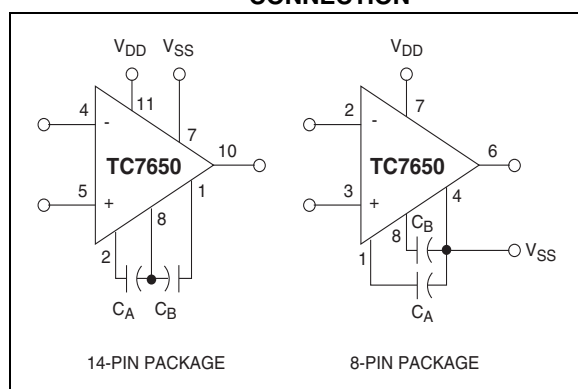 CONNECTION
VDD VSS VDD
4 11 2 7
- 7 -
10 6
TC7650 TC7650
5 + 1 3 + 4
8 CB
2 8 VSS
1
CA CB CA
14-PIN PACKAGE 8-PIN PACKAGE